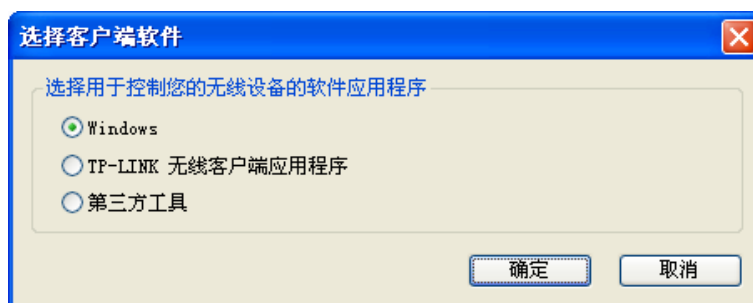 选择客户端软件
选择用于控制您的无线设备的软件应用程序
Windows
TP-LINK 无线客户端应用程序
第三方工具
确定 取消